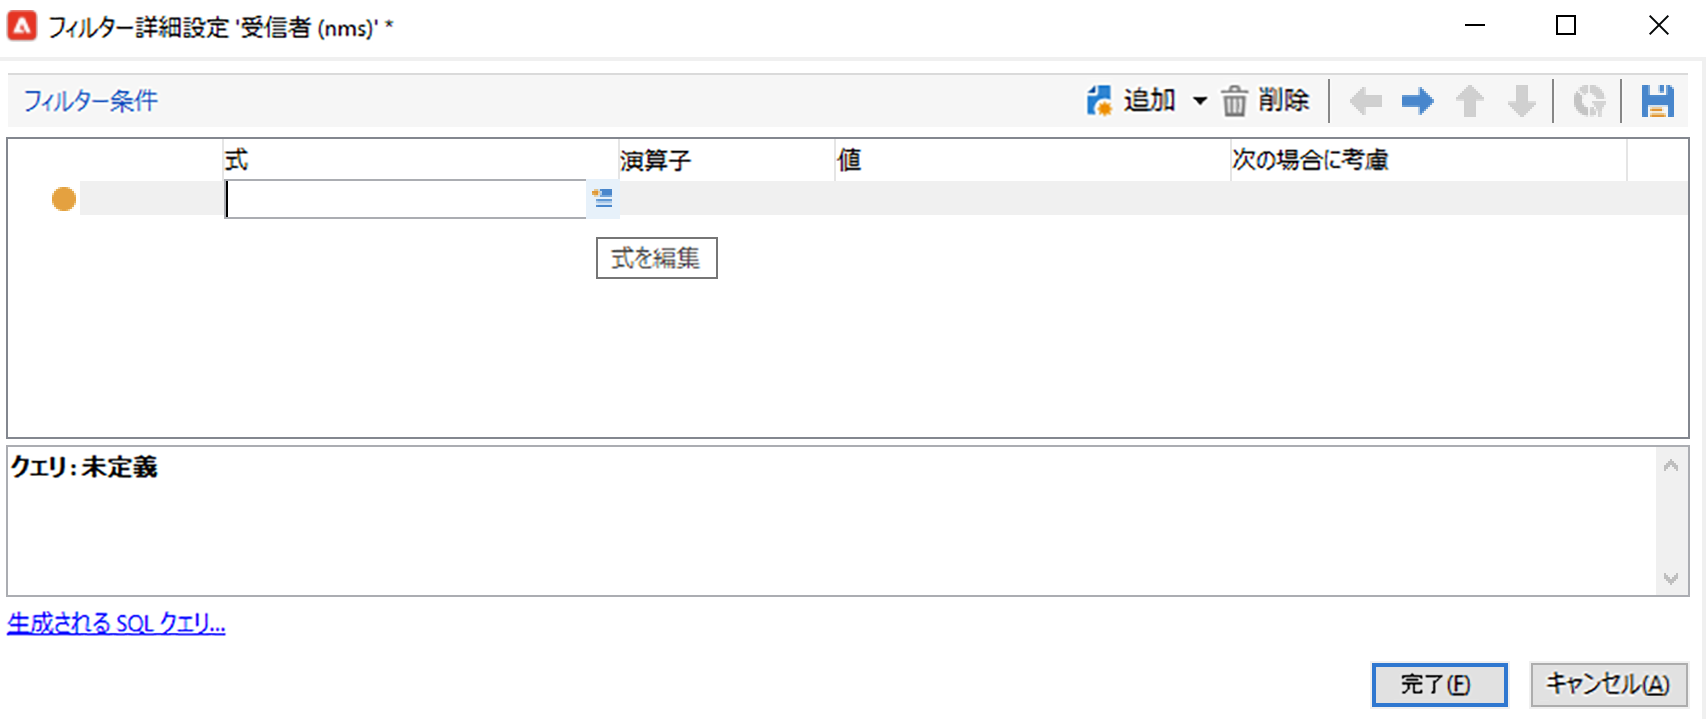 フィルター詳細設定 '受信者 (nms)' *
フィルター条件 追加 削除
式 演算子 値 次の場合に考慮
式を編集
クエリ: 未定義
生成される SQL クエリ...
完了(F) キャンセル(A)